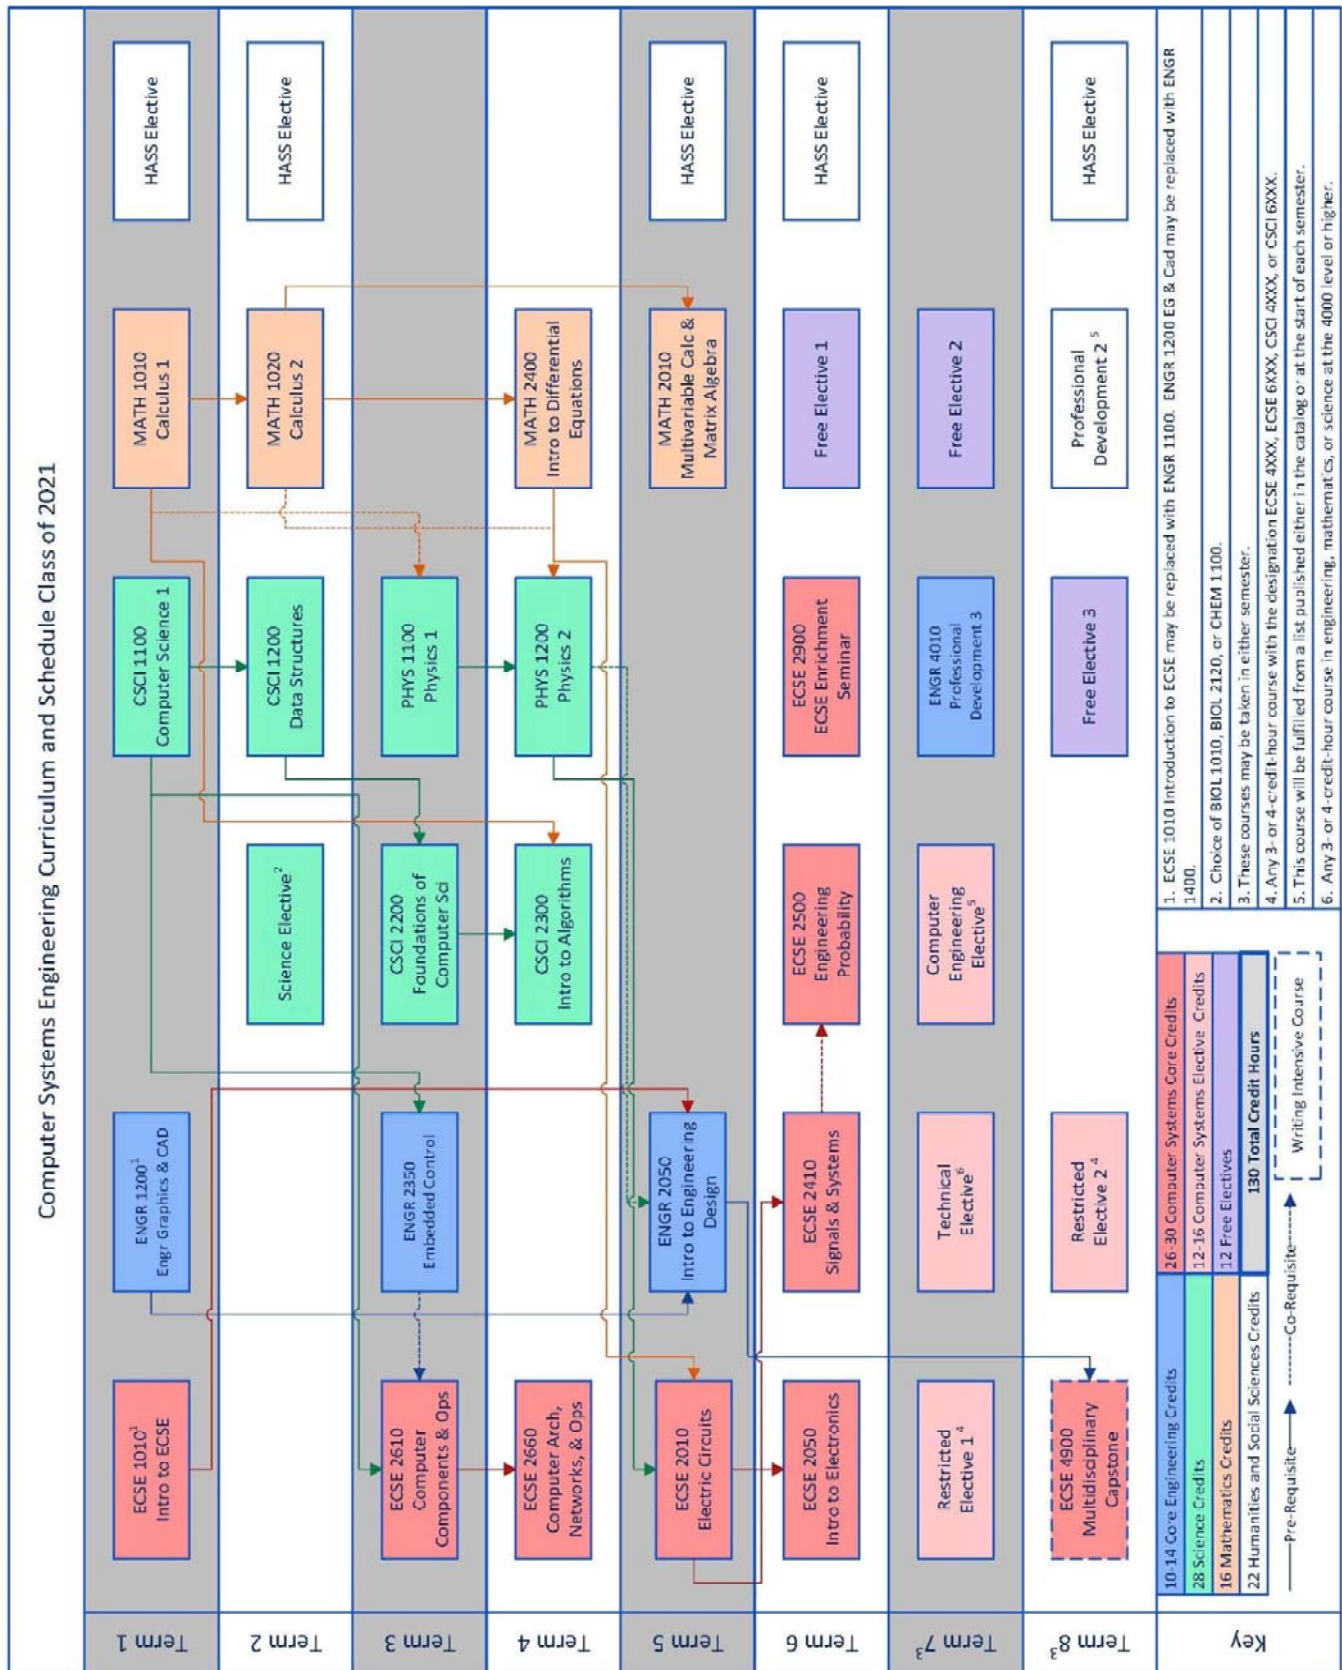 Computer Systems Engineering Curriculum and Schedule Class of 2021
Term 1
ECSE 1010¹
Intro to ECSE
ENGR 1200¹
Engr Graphics & CAD
CSCI 1100
Computer Science 1
MATH 1010
Calculus 1
HASS Elective
Term 2
Science Elective²
CSCI 1200
Data Structures
MATH 1020
Calculus 2
HASS Elective
Term 3
ECSE 2610
Computer
Components & Ops
ENGR 2350
Embedded Control
CSCI 2200
Foundations of
Computer Sci
PHYS 1100
Physics 1
Term 4
ECSE 2660
Computer Arch,
Networks, & Ops
CSCI 2300
Intro to Algorithms
PHYS 1200
Physics 2
MATH 2400
Intro to Differential
Equations
Term 5
ECSE 2010
Electric Circuits
ENGR 2050
Intro to Engineering
Design
MATH 2010
Multivariable Calc &
Matrix Algebra
HASS Elective
Term 6
ECSE 2050
Intro to Electronics
ECSE 2410
Signals & Systems
ECSE 2500
Engineering
Probability
ECSE 2900
ECSE Enrichment
Seminar
Free Elective 1
HASS Elective
Term 7³
Restricted
Elective 1 ⁴
Technical
Elective⁶
Computer
Engineering
Elective⁵
ENGR 4010
Professional
Development 3
Free Elective 2
Term 8³
ECSE 4900
Multidisciplinary
Capstone
Restricted
Elective 2 ⁴
Free Elective 3
Professional
Development 2 ⁵
HASS Elective
Key
10-14 Core Engineering Credits
26-30 Computer Systems Core Credits
28 Science Credits
12-16 Computer Systems Elective Credits
16 Mathematics Credits
12 Free Electives
22 Humanities and Social Sciences Credits
130 Total Credit Hours
Pre-Requisite
Co-Requisite
Writing Intensive Course
1. ECSE 1010 Introduction to ECSE may be replaced with ENGR 1100. ENGR 1200 EG & Cad may be replaced with ENGR
1400.
2. Choice of BIOL 1010, BIOL 2120, or CHEM 1100.
3. These courses may be taken in either semester.
4. Any 3- or 4-credit-hour course with the designation ECSE 4XXX, ECSE 6XXX, CSCI 4XXX, or CSCI 6XXX.
5. This course will be fulfilled from a list published either in the catalog or at the start of each semester.
6. Any 3- or 4-credit-hour course in engineering, mathematics, or science at the 4000 level or higher.